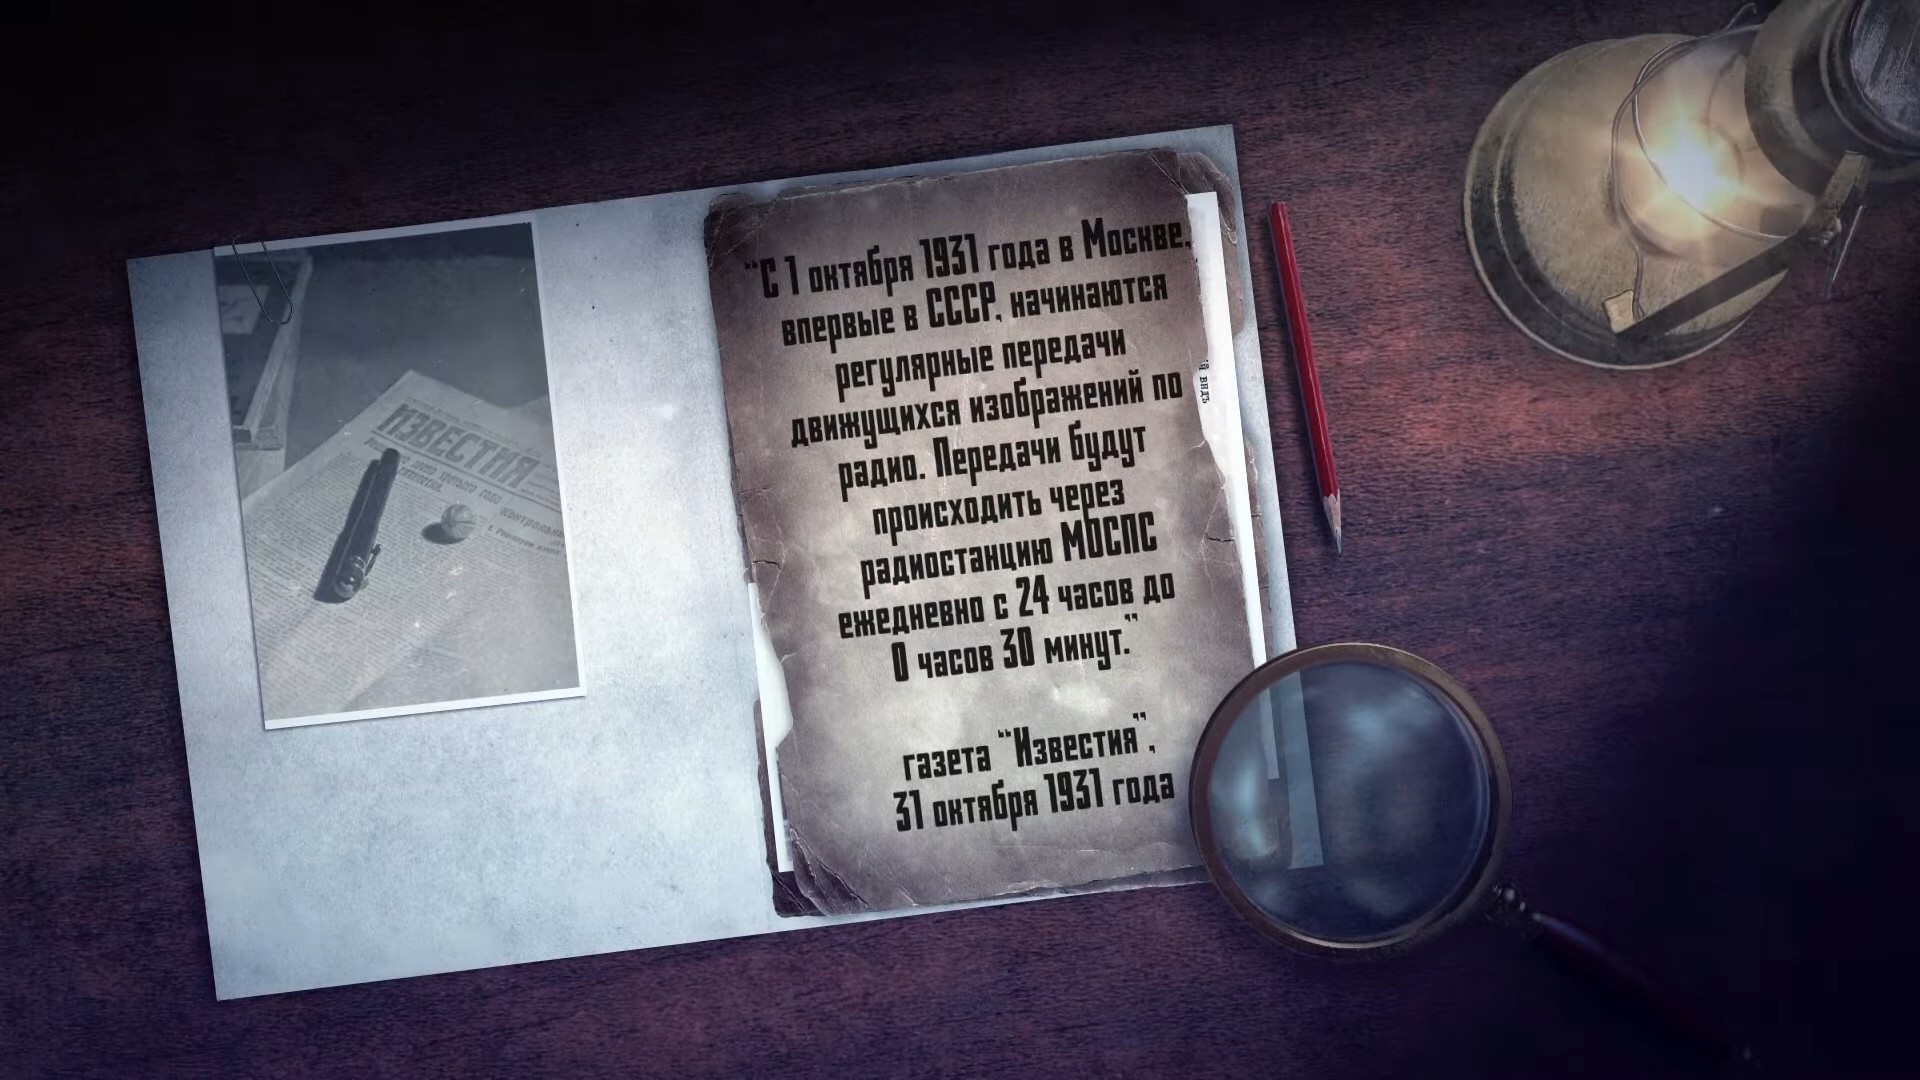 ИЗВЕСТИЯ
“С 1 октября 1931 года в Москве,
впервые в СССР, начинаются
регулярные передачи
движущихся изображений по
радио. Передачи будут
происходить через
радиостанцию МОСПС
ежедневно с 24 часов до
0 часов 30 минут.”
газета “Известия”,
31 октября 1931 года
й видъ